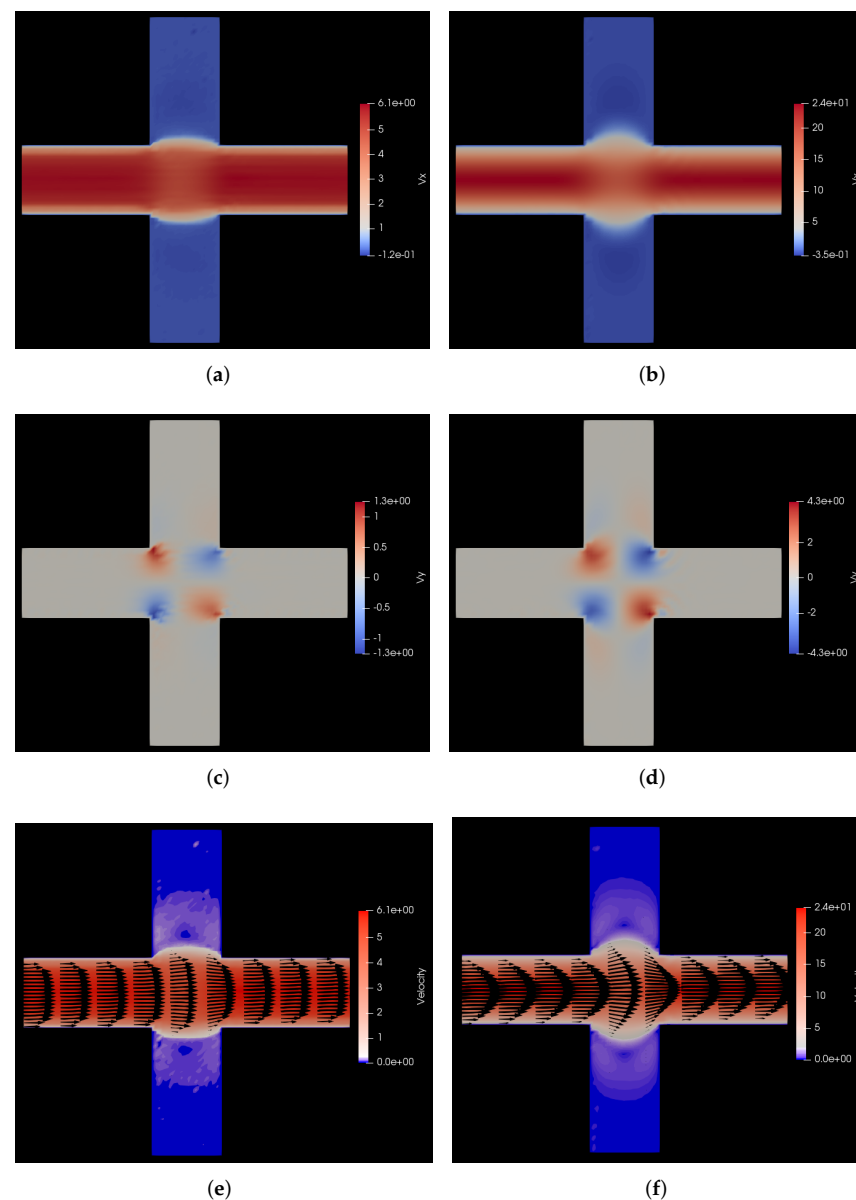 6.1e+00
5
4
3
2
1
-1.2e-01
Vx
(a)
2.4e+01
20
15
10
5
-3.5e-01
(b)
1.3e+00
1
0.5
0
-0.5
-1
-1.3e+00
Vy
(c)
4.3e+00
2
0
-2
-4.3e+00
(d)
6.1e+00
5
4
3
2
1
0.0e+00
Velocity
(e)
2.4e+01
20
15
10
5
0.0e+00
(f)